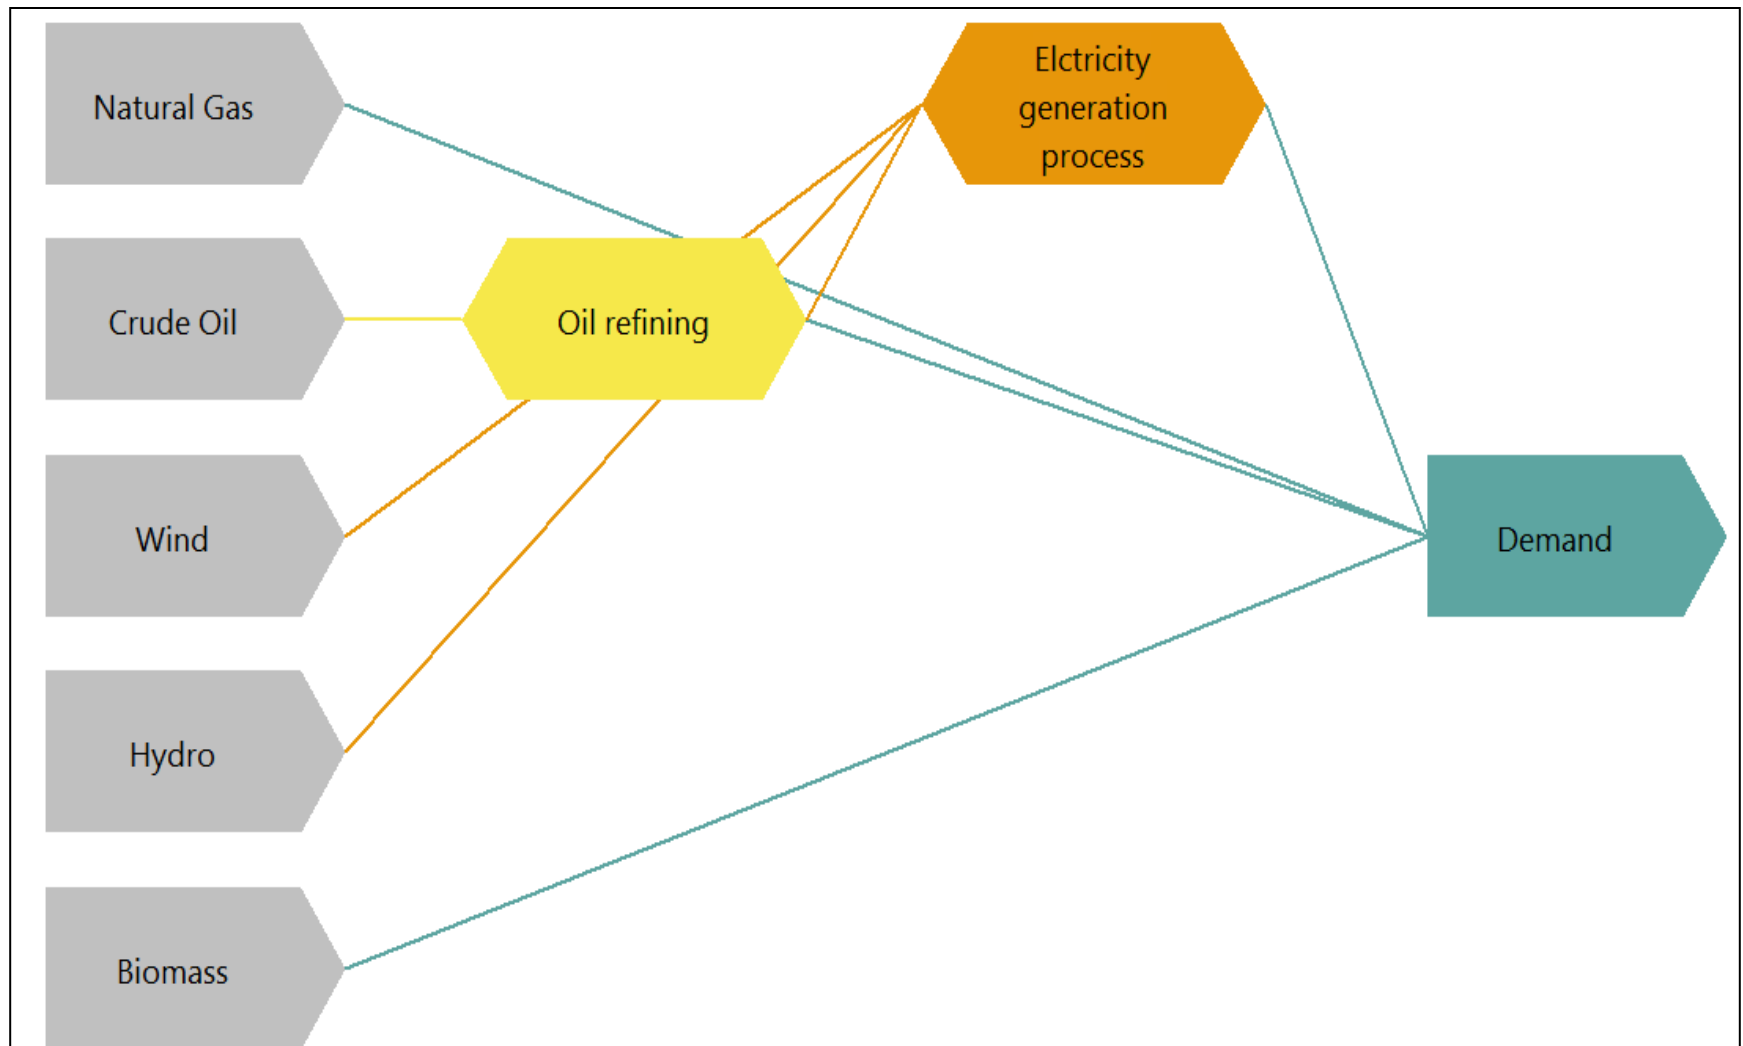 Natural Gas
Elctricity
generation
process
Crude Oil
Oil refining
Wind
Demand
Hydro
Biomass